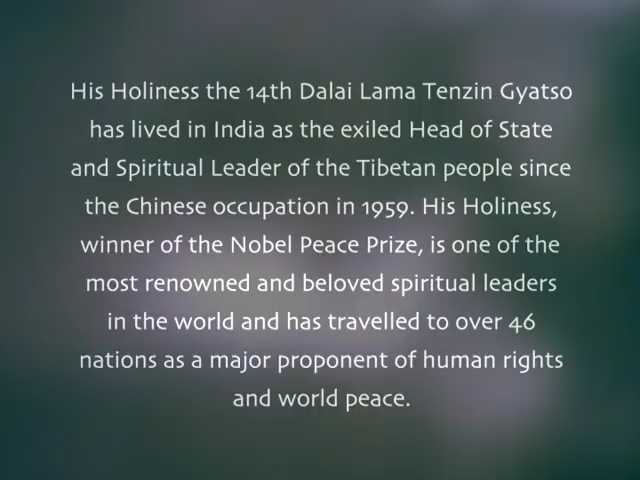 His Holiness the 14th Dalai Lama Tenzin Gyatso
has lived in India as the exiled Head of State
and Spiritual Leader of the Tibetan people since
the Chinese occupation in 1959. His Holiness,
winner of the Nobel Peace Prize, is one of the
most renowned and beloved spiritual leaders
in the world and has travelled to over 46
nations as a major proponent of human rights
and world peace.